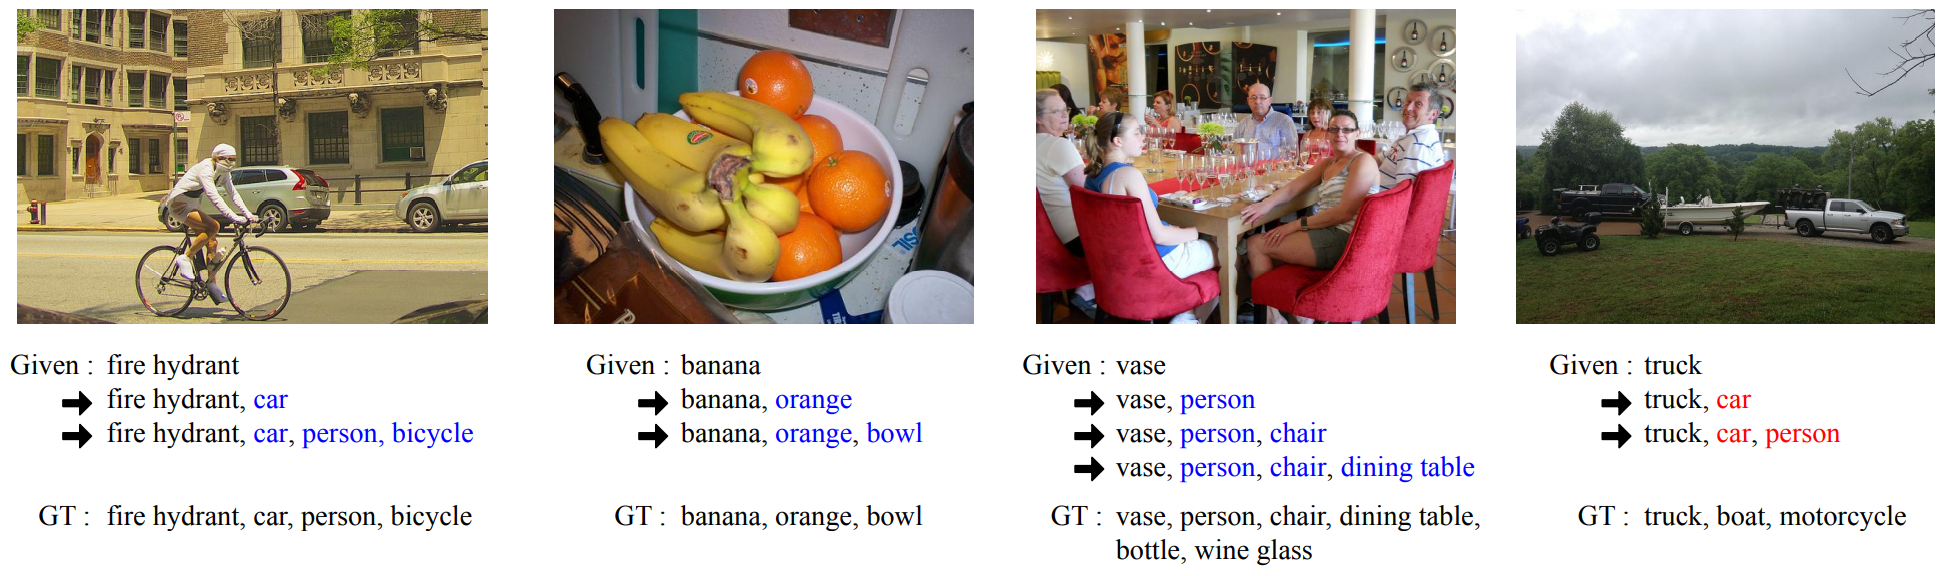 Given : fire hydrant
➡ fire hydrant, car
➡ fire hydrant, car, person, bicycle
GT : fire hydrant, car, person, bicycle
Given : banana
➡ banana, orange
➡ banana, orange, bowl
GT : banana, orange, bowl
Given : vase
➡ vase, person
➡ vase, person, chair
➡ vase, person, chair, dining table
GT : vase, person, chair, dining table,
bottle, wine glass
Given : truck
➡ truck, car
➡ truck, car, person
GT : truck, boat, motorcycle